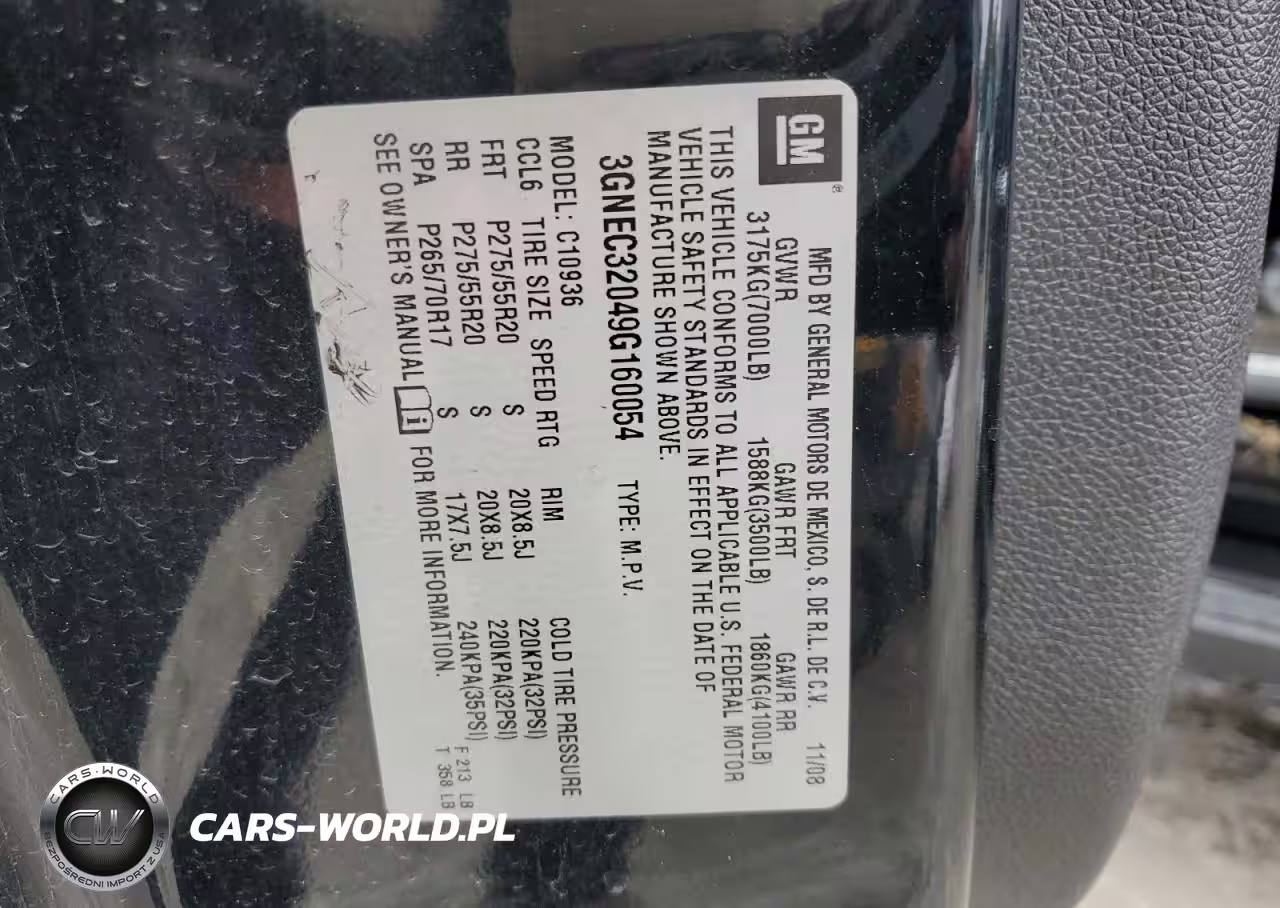 GM
MFD BY GENERAL MOTORS DE MEXICO, S. DE R.L. DE C.V. 11/08
GVWR GAWR FRT GAWR RR
3175KG(7000LB) 1588KG(3500LB) 1860KG(4100LB)
THIS VEHICLE CONFORMS TO ALL APPLICABLE U.S. FEDERAL MOTOR
VEHICLE SAFETY STANDARDS IN EFFECT ON THE DATE OF
MANUFACTURE SHOWN ABOVE.
3GNEC32049G160054 TYPE: M.P.V.
MODEL: C10936
CCL6 TIRE SIZE SPEED RTG RIM COLD TIRE PRESSURE
FRT P275/55R20 S 20X8.5J 220KPA(32PSI)
RR P275/55R20 S 20X8.5J 220KPA(32PSI)
SPA P265/70R17 S 17X7.5J 240KPA(35PSI)
SEE OWNER'S MANUAL i FOR MORE INFORMATION.
F 213 LB
T 358 LB
CARS-WORLD
CW
BEZPOŚREDNI IMPORT Z USA
CARS-WORLD.PL